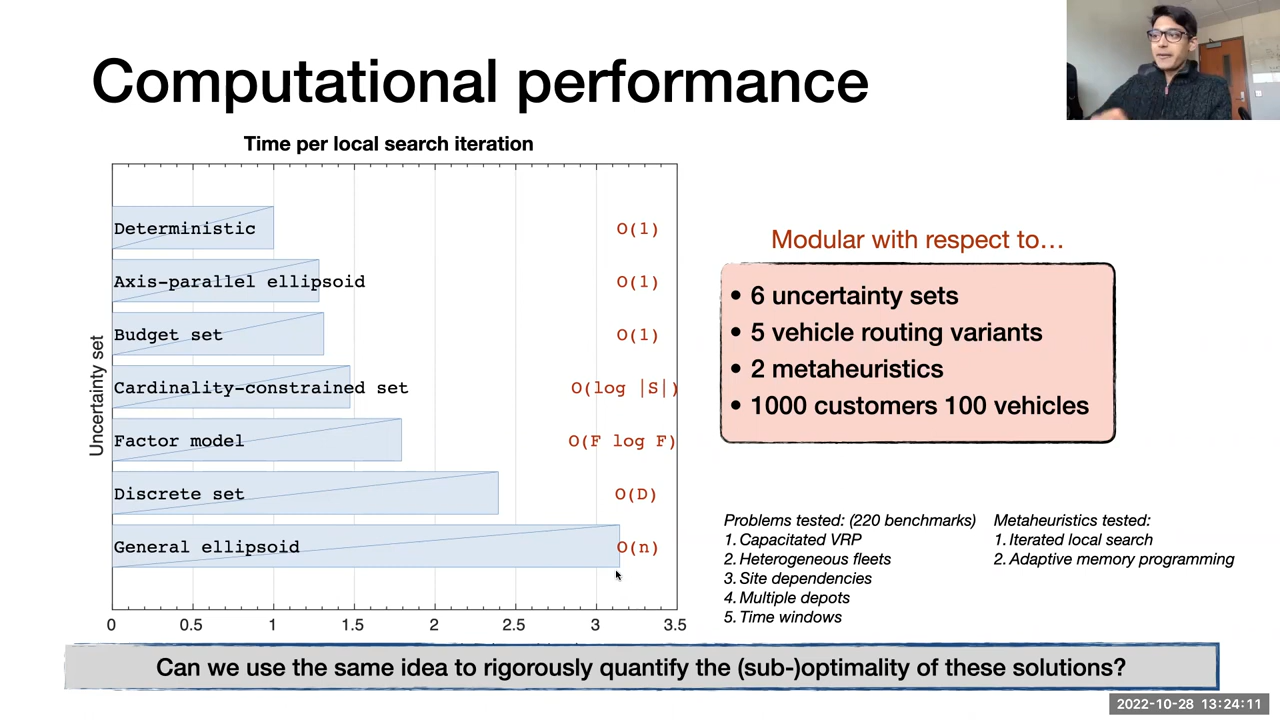 Computational performance
Time per local search iteration
Uncertainty set
Deterministic O(1)
Axis-parallel ellipsoid O(1)
Budget set O(1)
Cardinality-constrained set O(log |S|)
Factor model O(F log F)
Discrete set O(D)
General ellipsoid O(n)
0 0.5 1 1.5 2 2.5 3 3.5
Modular with respect to…
• 6 uncertainty sets
• 5 vehicle routing variants
• 2 metaheuristics
• 1000 customers 100 vehicles
Problems tested: (220 benchmarks)
1. Capacitated VRP
2. Heterogeneous fleets
3. Site dependencies
4. Multiple depots
5. Time windows
Metaheuristics tested:
1. Iterated local search
2. Adaptive memory programming
Can we use the same idea to rigorously quantify the (sub-)optimality of these solutions?
2022-10-28 13:24:11